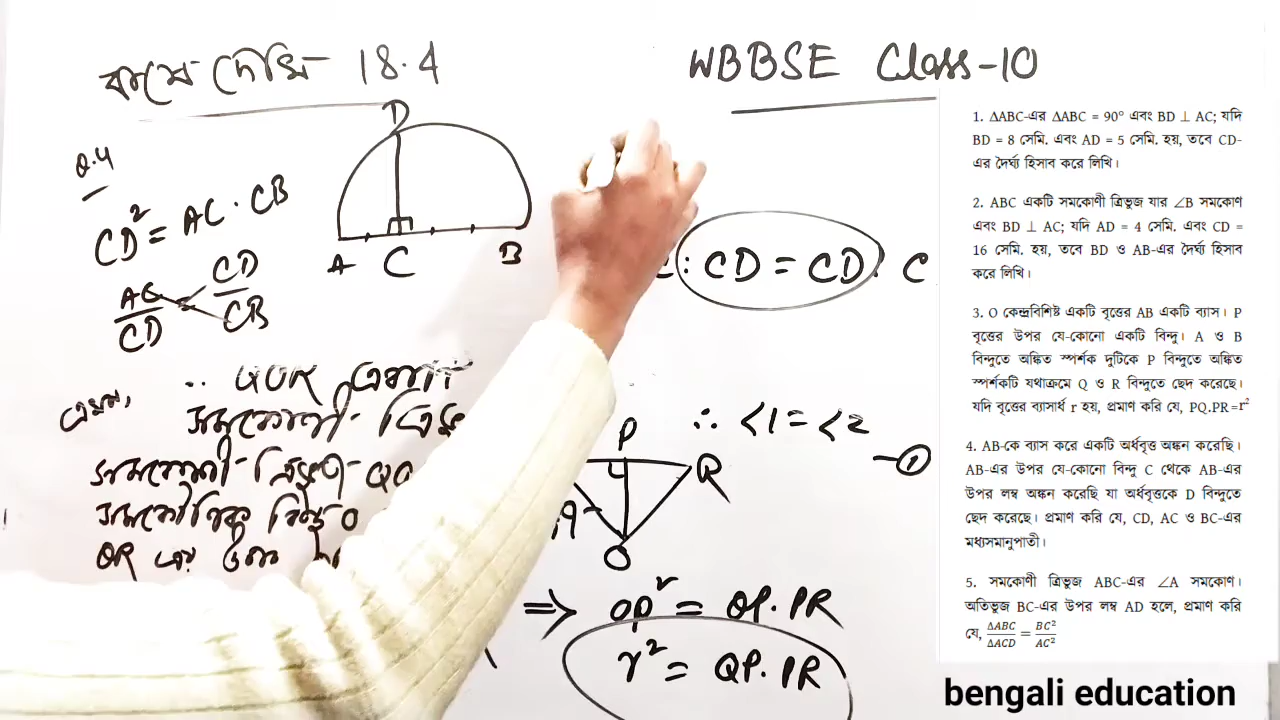 কষে দেখি- 18.4
WBBSE Class-10
Q.4
CD² = AC · CB
AC/CD = CD/CB
D
A C B
: CD = CD : C
∴ QOR
সমকোণী ত্রিভু
এখন,
সমকোণী ত্রিভুজ QO
O
QR এর উপর
P
R
O
∴ <1 = <2
—①
⇒ OP² = QP. PR
r² = QP. PR
1. ΔABC-এর ΔABC = 90° এবং BD ⊥ AC; যদি
BD = 8 সেমি. এবং AD = 5 সেমি. হয়, তবে CD-
এর দৈর্ঘ্য হিসাব করে লিখি।
2. ABC একটি সমকোণী ত্রিভুজ যার ∠B সমকোণ
এবং BD ⊥ AC; যদি AD = 4 সেমি. এবং CD =
16 সেমি. হয়, তবে BD ও AB-এর দৈর্ঘ্য হিসাব
করে লিখি।
3. O কেন্দ্রবিশিষ্ট একটি বৃত্তের AB একটি ব্যাস। P
বৃত্তের উপর যে-কোনো একটি বিন্দু। A ও B
বিন্দুতে অঙ্কিত স্পর্শক দুটিকে P বিন্দুতে অঙ্কিত
স্পর্শকটি যথাক্রমে Q ও R বিন্দুতে ছেদ করেছে।
যদি বৃত্তের ব্যাসার্ধ r হয়, প্রমাণ করি যে, PQ.PR=r²
4. AB-কে ব্যাস করে একটি অর্ধবৃত্ত অঙ্কন করেছি।
AB-এর উপর যে-কোনো বিন্দু C থেকে AB-এর
উপর লম্ব অঙ্কন করেছি যা অর্ধবৃত্তকে D বিন্দুতে
ছেদ করেছে। প্রমাণ করি যে, CD, AC ও BC-এর
মধ্যসমানুপাতী।
5. সমকোণী ত্রিভুজ ABC-এর ∠A সমকোণ।
অতিভুজ BC-এর উপর লম্ব AD হলে, প্রমাণ করি
যে, ΔABC/ΔACD = BC²/AC²
bengali education